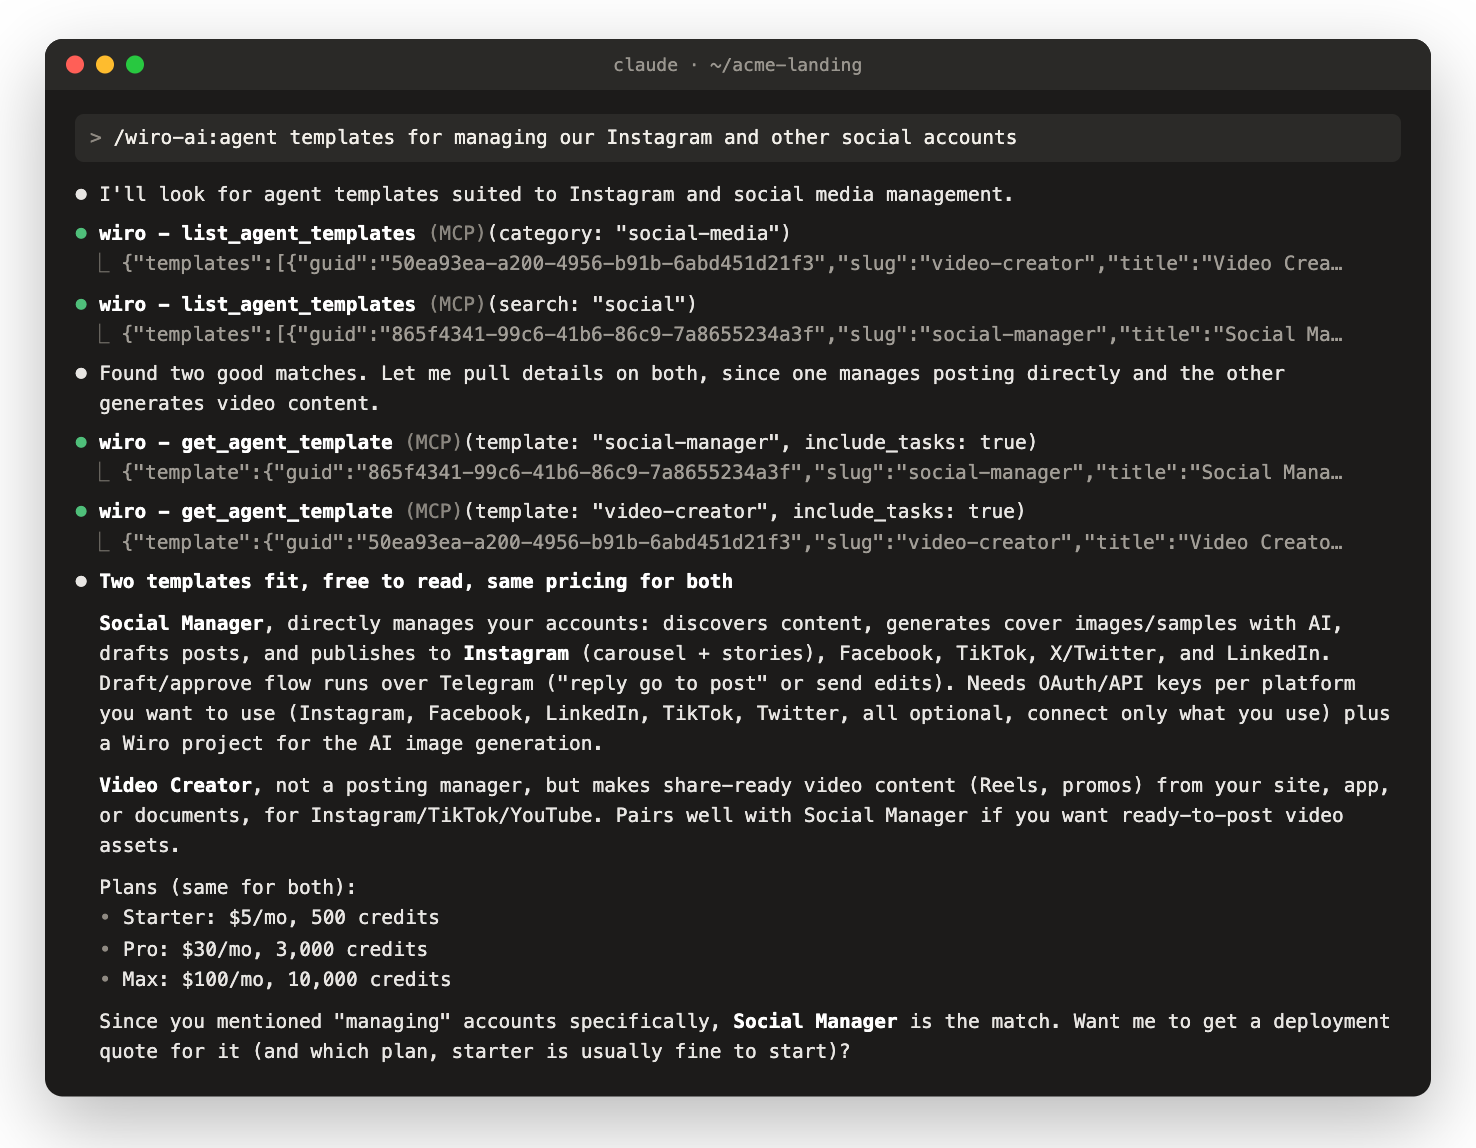 claude · ~/acme-landing
> /wiro-ai:agent templates for managing our Instagram and other social accounts
● I'll look for agent templates suited to Instagram and social media management.
● wiro - list_agent_templates (MCP)(category: "social-media")
⎿ {"templates":[{"guid":"50ea93ea-a200-4956-b91b-6abd451d21f3","slug":"video-creator","title":"Video Crea…
● wiro - list_agent_templates (MCP)(search: "social")
⎿ {"templates":[{"guid":"865f4341-99c6-41b6-86c9-7a8655234a3f","slug":"social-manager","title":"Social Ma…
● Found two good matches. Let me pull details on both, since one manages posting directly and the other
generates video content.
● wiro - get_agent_template (MCP)(template: "social-manager", include_tasks: true)
⎿ {"template":{"guid":"865f4341-99c6-41b6-86c9-7a8655234a3f","slug":"social-manager","title":"Social Mana…
● wiro - get_agent_template (MCP)(template: "video-creator", include_tasks: true)
⎿ {"template":{"guid":"50ea93ea-a200-4956-b91b-6abd451d21f3","slug":"video-creator","title":"Video Creato…
● Two templates fit, free to read, same pricing for both
Social Manager, directly manages your accounts: discovers content, generates cover images/samples with AI,
drafts posts, and publishes to Instagram (carousel + stories), Facebook, TikTok, X/Twitter, and LinkedIn.
Draft/approve flow runs over Telegram ("reply go to post" or send edits). Needs OAuth/API keys per platform
you want to use (Instagram, Facebook, LinkedIn, TikTok, Twitter, all optional, connect only what you use) plus
a Wiro project for the AI image generation.
Video Creator, not a posting manager, but makes share-ready video content (Reels, promos) from your site, app,
or documents, for Instagram/TikTok/YouTube. Pairs well with Social Manager if you want ready-to-post video
assets.
Plans (same for both):
• Starter: $5/mo, 500 credits
• Pro: $30/mo, 3,000 credits
• Max: $100/mo, 10,000 credits
Since you mentioned "managing" accounts specifically, Social Manager is the match. Want me to get a deployment
quote for it (and which plan, starter is usually fine to start)?